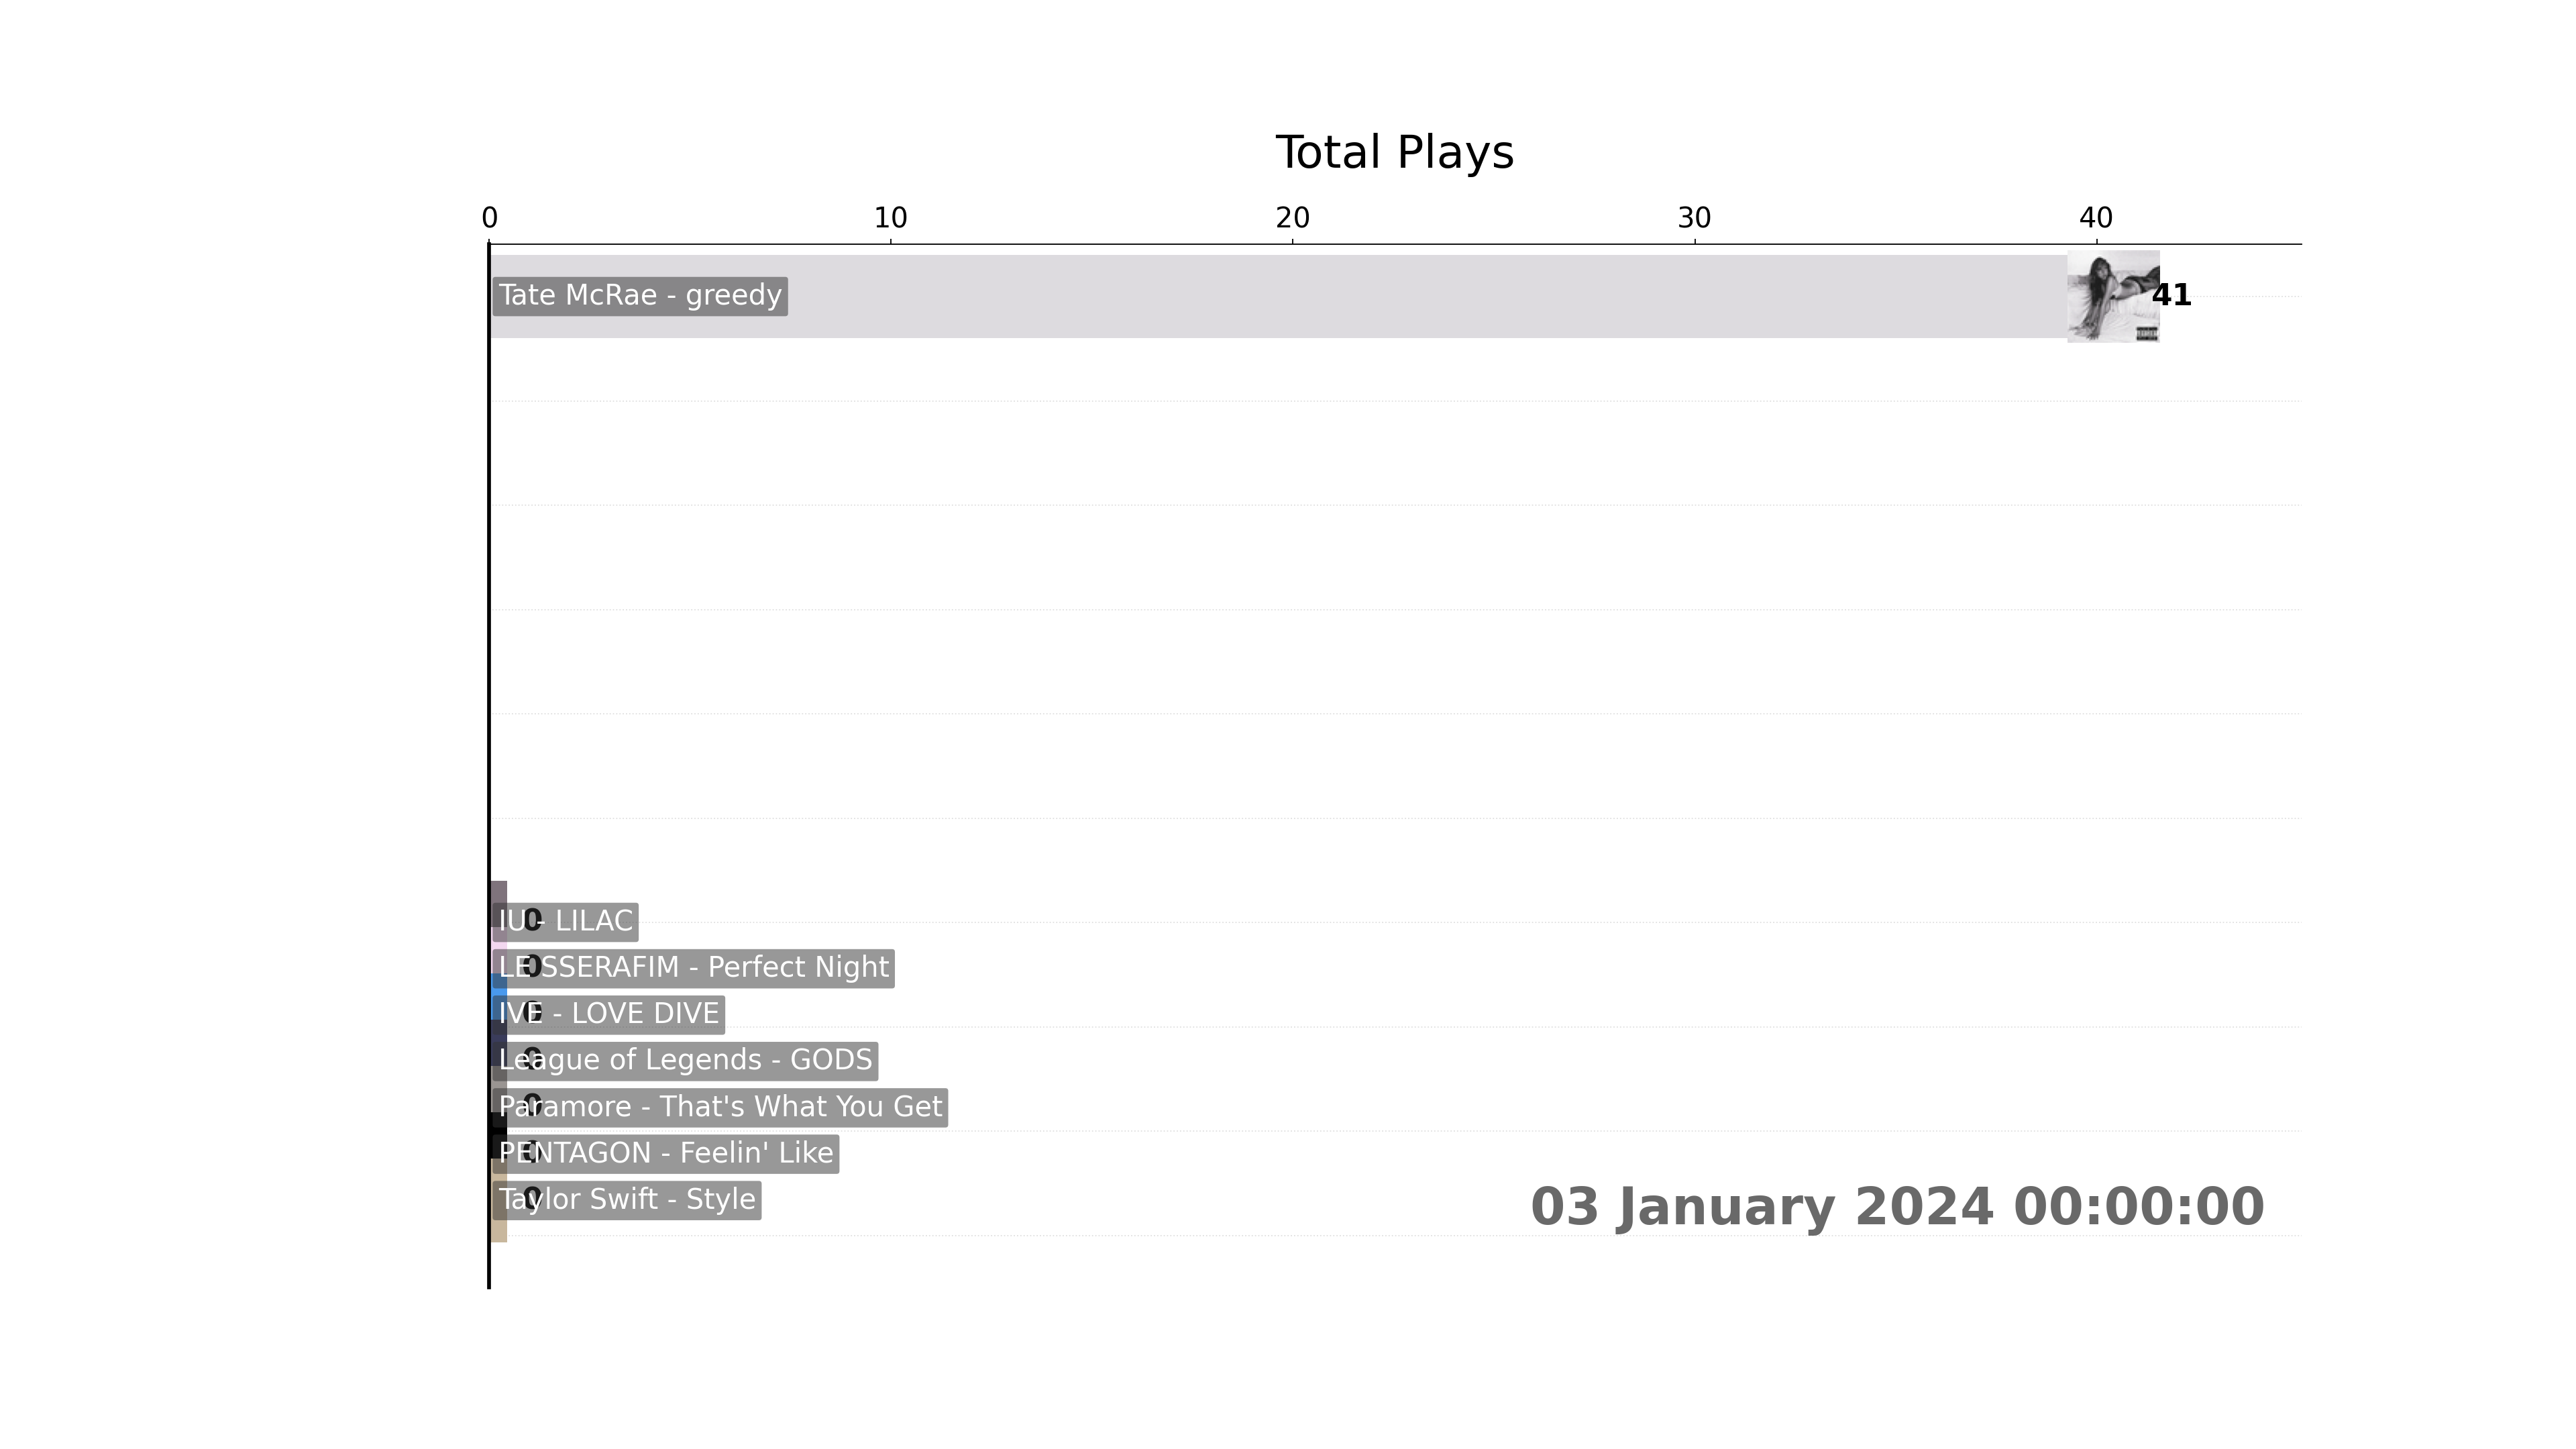 Total Plays
0 10 20 30 40
Tate McRae - greedy 41
IU - LILAC 0
LE SSERAFIM - Perfect Night 0
IVE - LOVE DIVE 0
League of Legends - GODS 0
Paramore - That's What You Get 0
PENTAGON - Feelin' Like 0
Taylor Swift - Style 0
03 January 2024 00:00:00